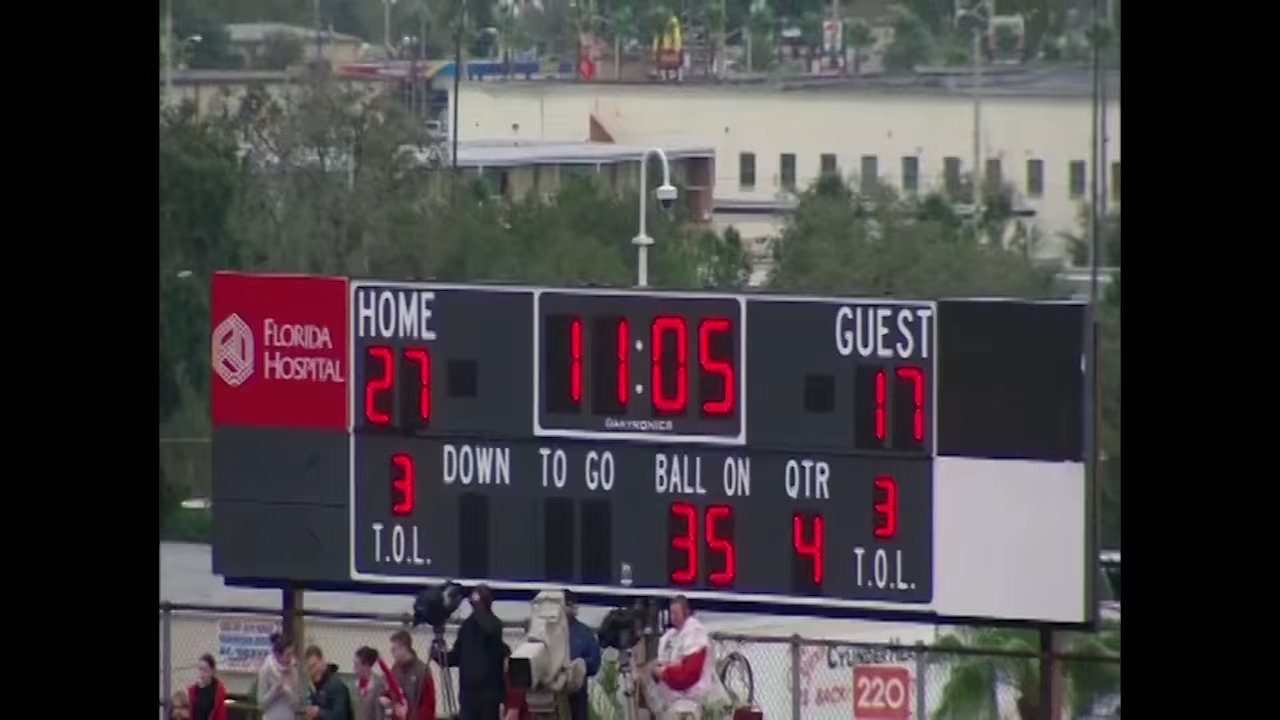 FLORIDA
HOSPITAL
HOME
27
11:05
DAKTRONICS
GUEST
17
3
T.O.L.
DOWN
TO GO
BALL ON
35
QTR
4
3
T.O.L.
BACK!
220